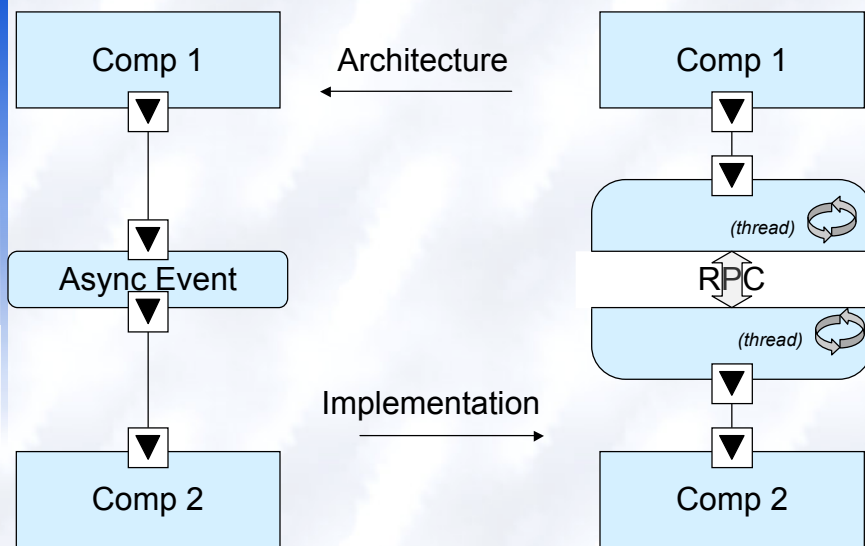 Comp 1
Architecture
Comp 1
(thread)
Async Event
RPC
(thread)
Implementation
Comp 2
Comp 2